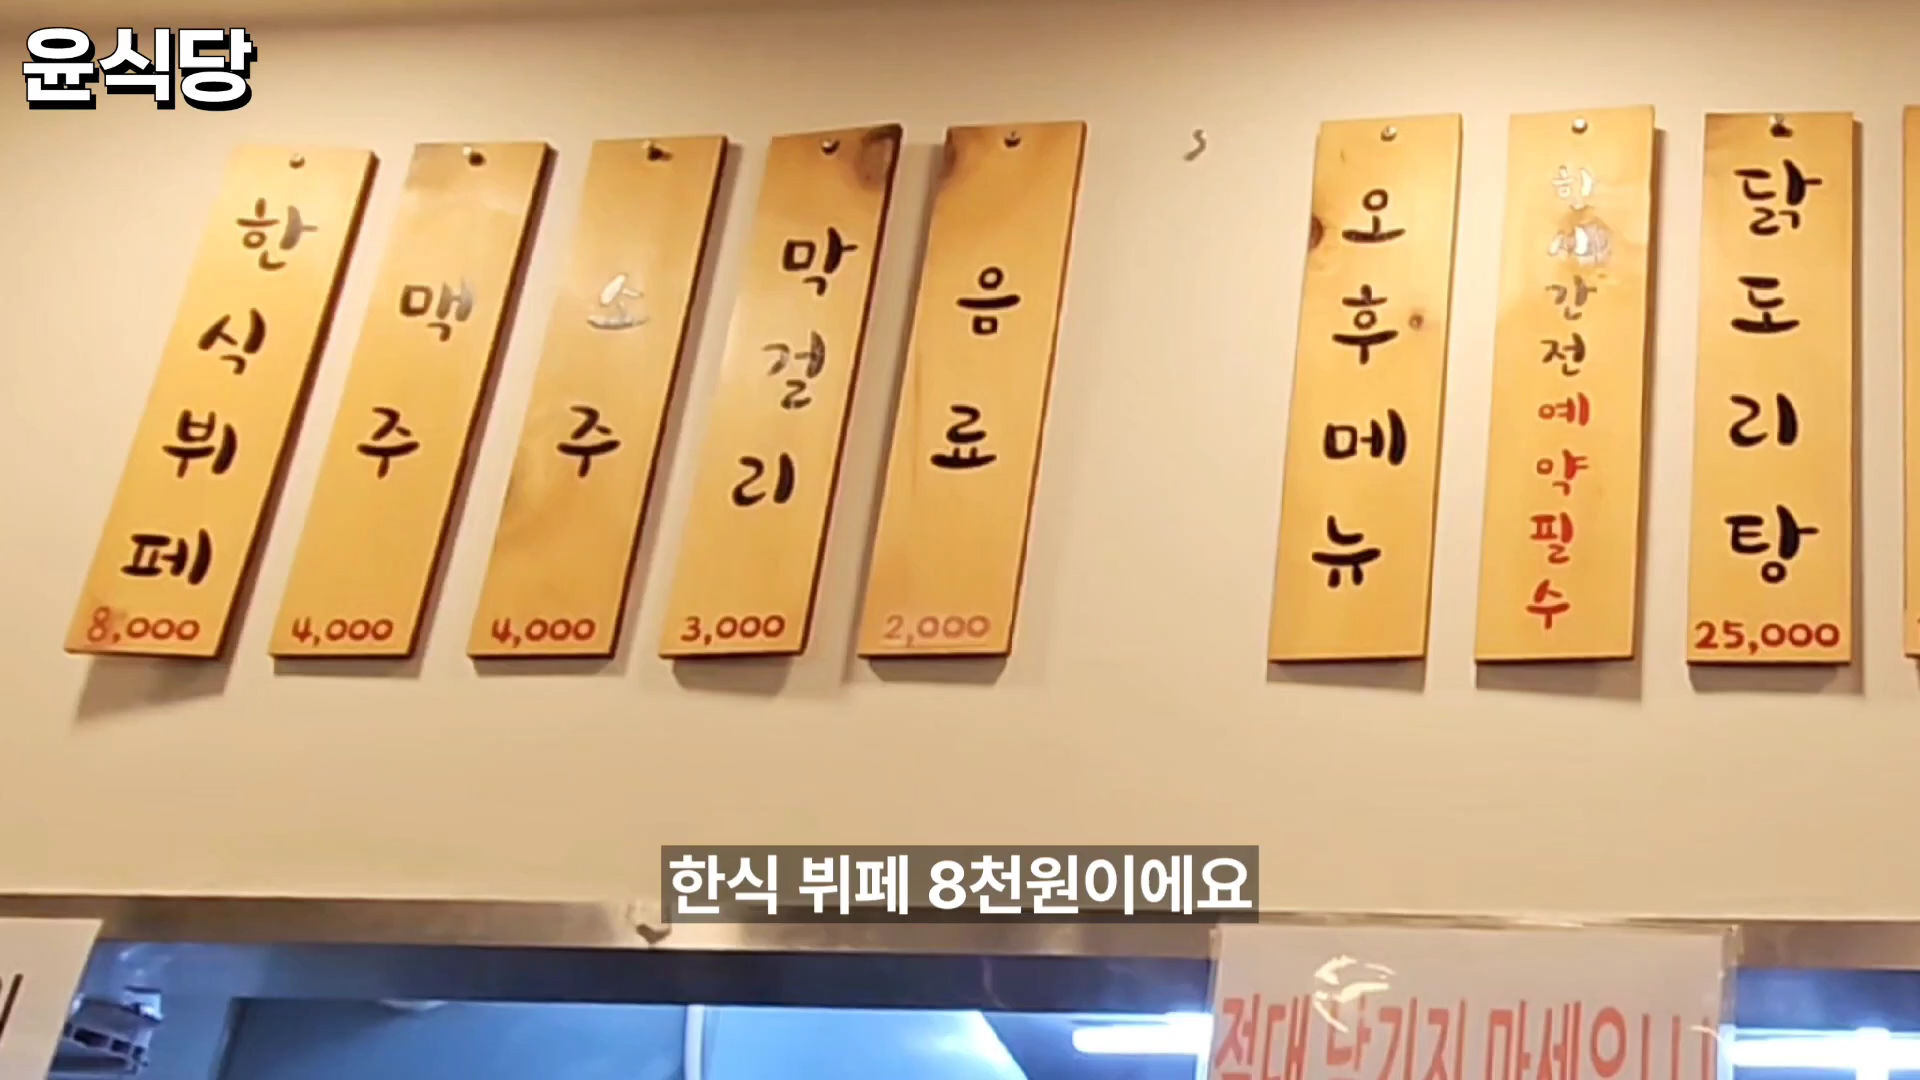 윤식당
한식뷔페
8,000
맥주
4,000
소주
4,000
막걸리
3,000
음료
2,000
오후메뉴
한시간전예약필수
닭도리탕
25,000
한식 뷔페 8천원이에요
절대 남기지 마세요!!!